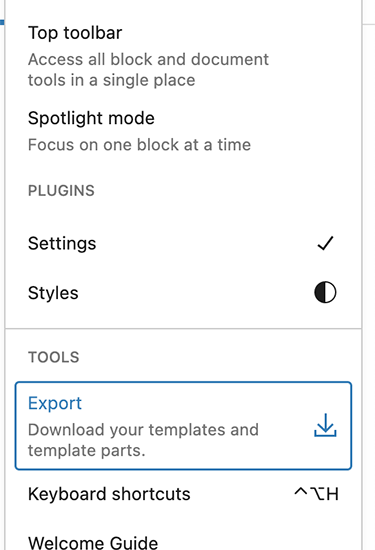 Top toolbar
Access all block and document
tools in a single place
Spotlight mode
Focus on one block at a time
PLUGINS
Settings
Styles
TOOLS
Export
Download your templates and
template parts.
Keyboard shortcuts ⌃⌥H
Welcome Guide